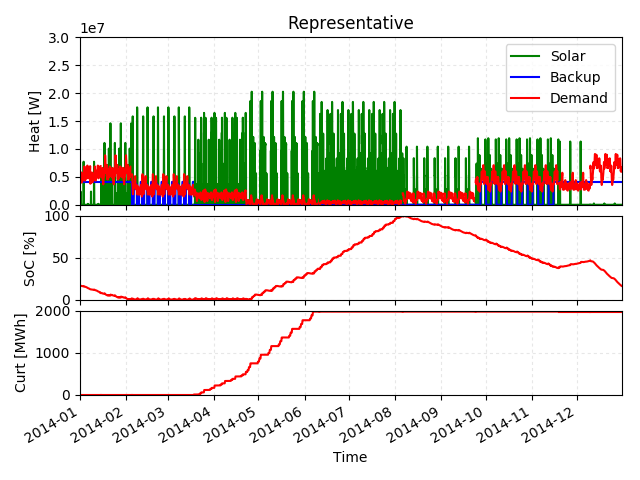 Representative
1e7
3.0
2.5
2.0
1.5
1.0
0.5
0.0
Heat [W]
Solar
Backup
Demand
100
50
0
SoC [%]
2000
1000
0
Curt [MWh]
2014-01
2014-02
2014-03
2014-04
2014-05
2014-06
2014-07
2014-08
2014-09
2014-10
2014-11
2014-12
Time